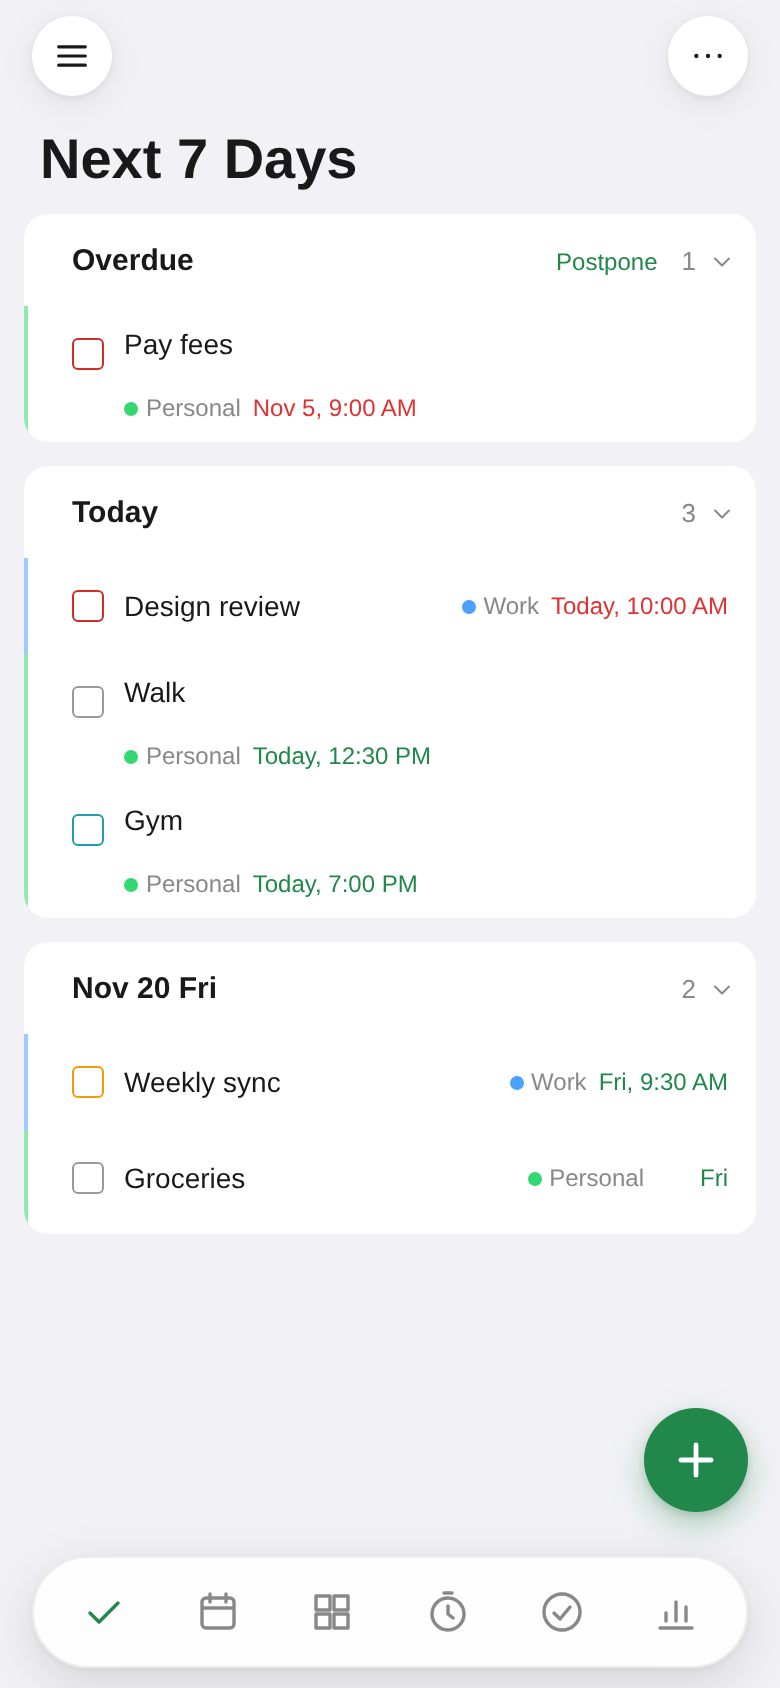 Next 7 Days
Overdue Postpone 1
Pay fees
Personal Nov 5, 9:00 AM
Today 3
Design review Work Today, 10:00 AM
Walk
Personal Today, 12:30 PM
Gym
Personal Today, 7:00 PM
Nov 20 Fri 2
Weekly sync Work Fri, 9:30 AM
Groceries Personal Fri